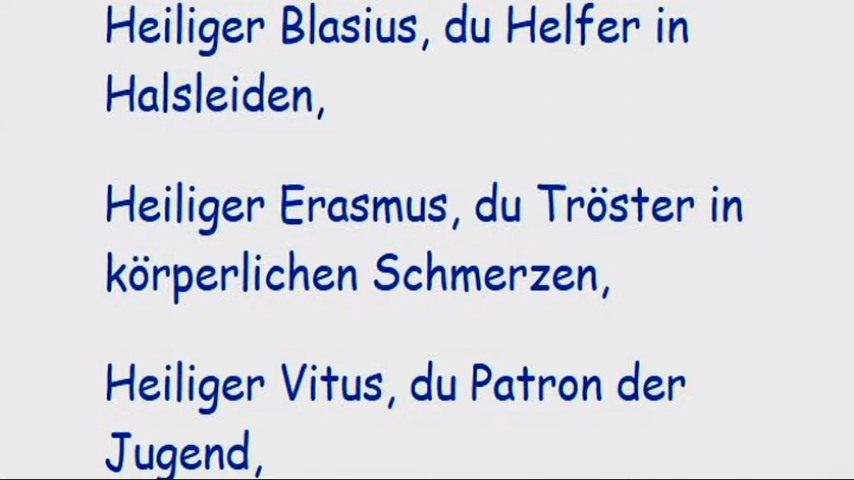 Heiliger Blasius, du Helfer in
Halsleiden,
Heiliger Erasmus, du Tröster in
körperlichen Schmerzen,
Heiliger Vitus, du Patron der
Jugend,